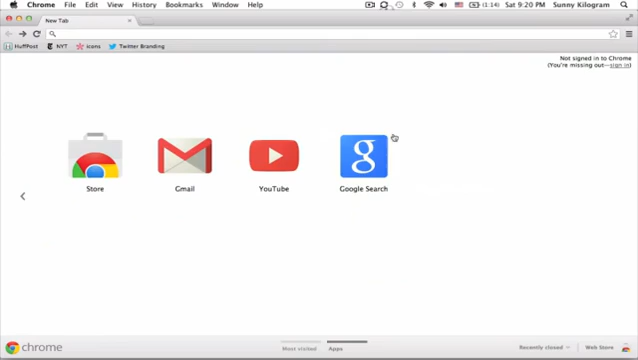 Chrome File Edit View History Bookmarks Window Help (1:14) Sat 9:20 PM Sunny Kilogram
New Tab
HuffPost NYT Icons Twitter Branding
Not signed in to Chrome
(You're missing out—sign in)
Store Gmail YouTube Google Search
chrome Most visited Apps Recently closed Web Store